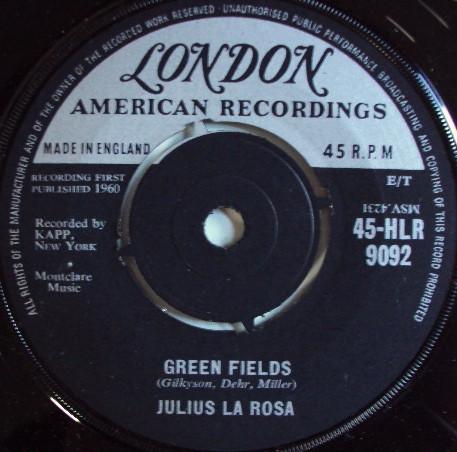 ALL RIGHTS OF THE MANUFACTURER AND OF THE OWNER OF THE RECORDED WORK RESERVED · UNAUTHORISED PUBLIC PERFORMANCE BROADCASTING AND COPYING OF THIS RECORD PROHIBITED
LONDON
AMERICAN RECORDINGS
MADE IN ENGLAND
45 R.P.M
RECORDING FIRST
PUBLISHED 1960
E/T
Recorded by
KAPP,
NEW YORK
45-HLR
9092
Montclare
Music
GREEN FIELDS
(Gilkyson, Dehr, Miller)
JULIUS LA ROSA